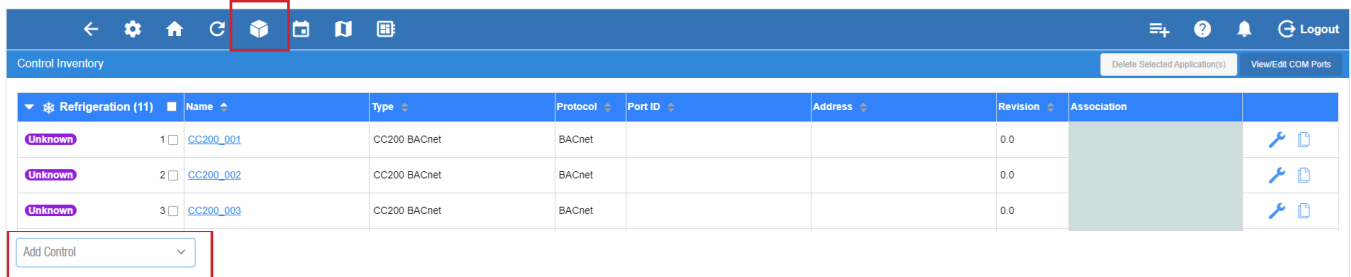 Logout
Control Inventory Delete Selected Application(s) View/Edit COM Ports
Refrigeration (11) Name Type Protocol Port ID Address Revision Association
Unknown 1 CC200_001 CC200 BACnet BACnet 0.0
Unknown 2 CC200_002 CC200 BACnet BACnet 0.0
Unknown 3 CC200_003 CC200 BACnet BACnet 0.0
Add Control